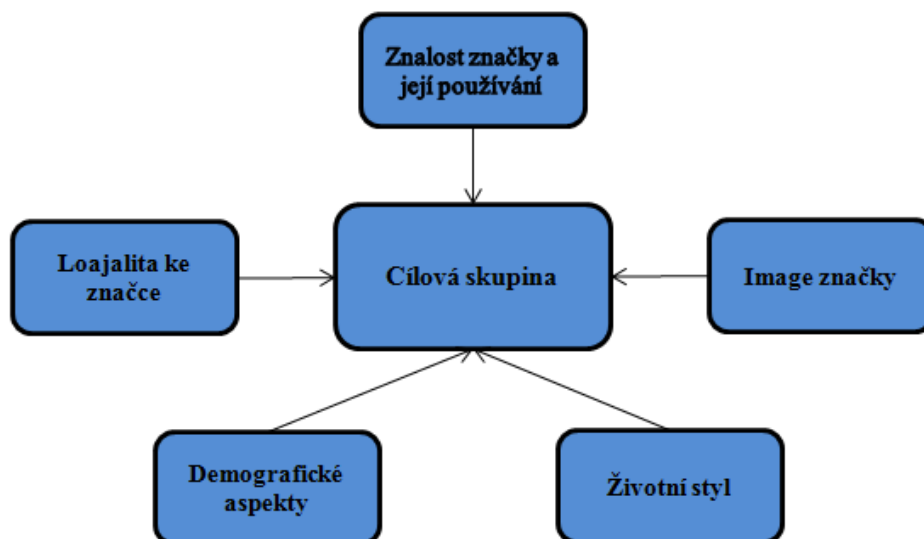 Znalost značky a
její používání
Loajalita ke
značce
Cílová skupina
Image značky
Demografické
aspekty
Životní styl